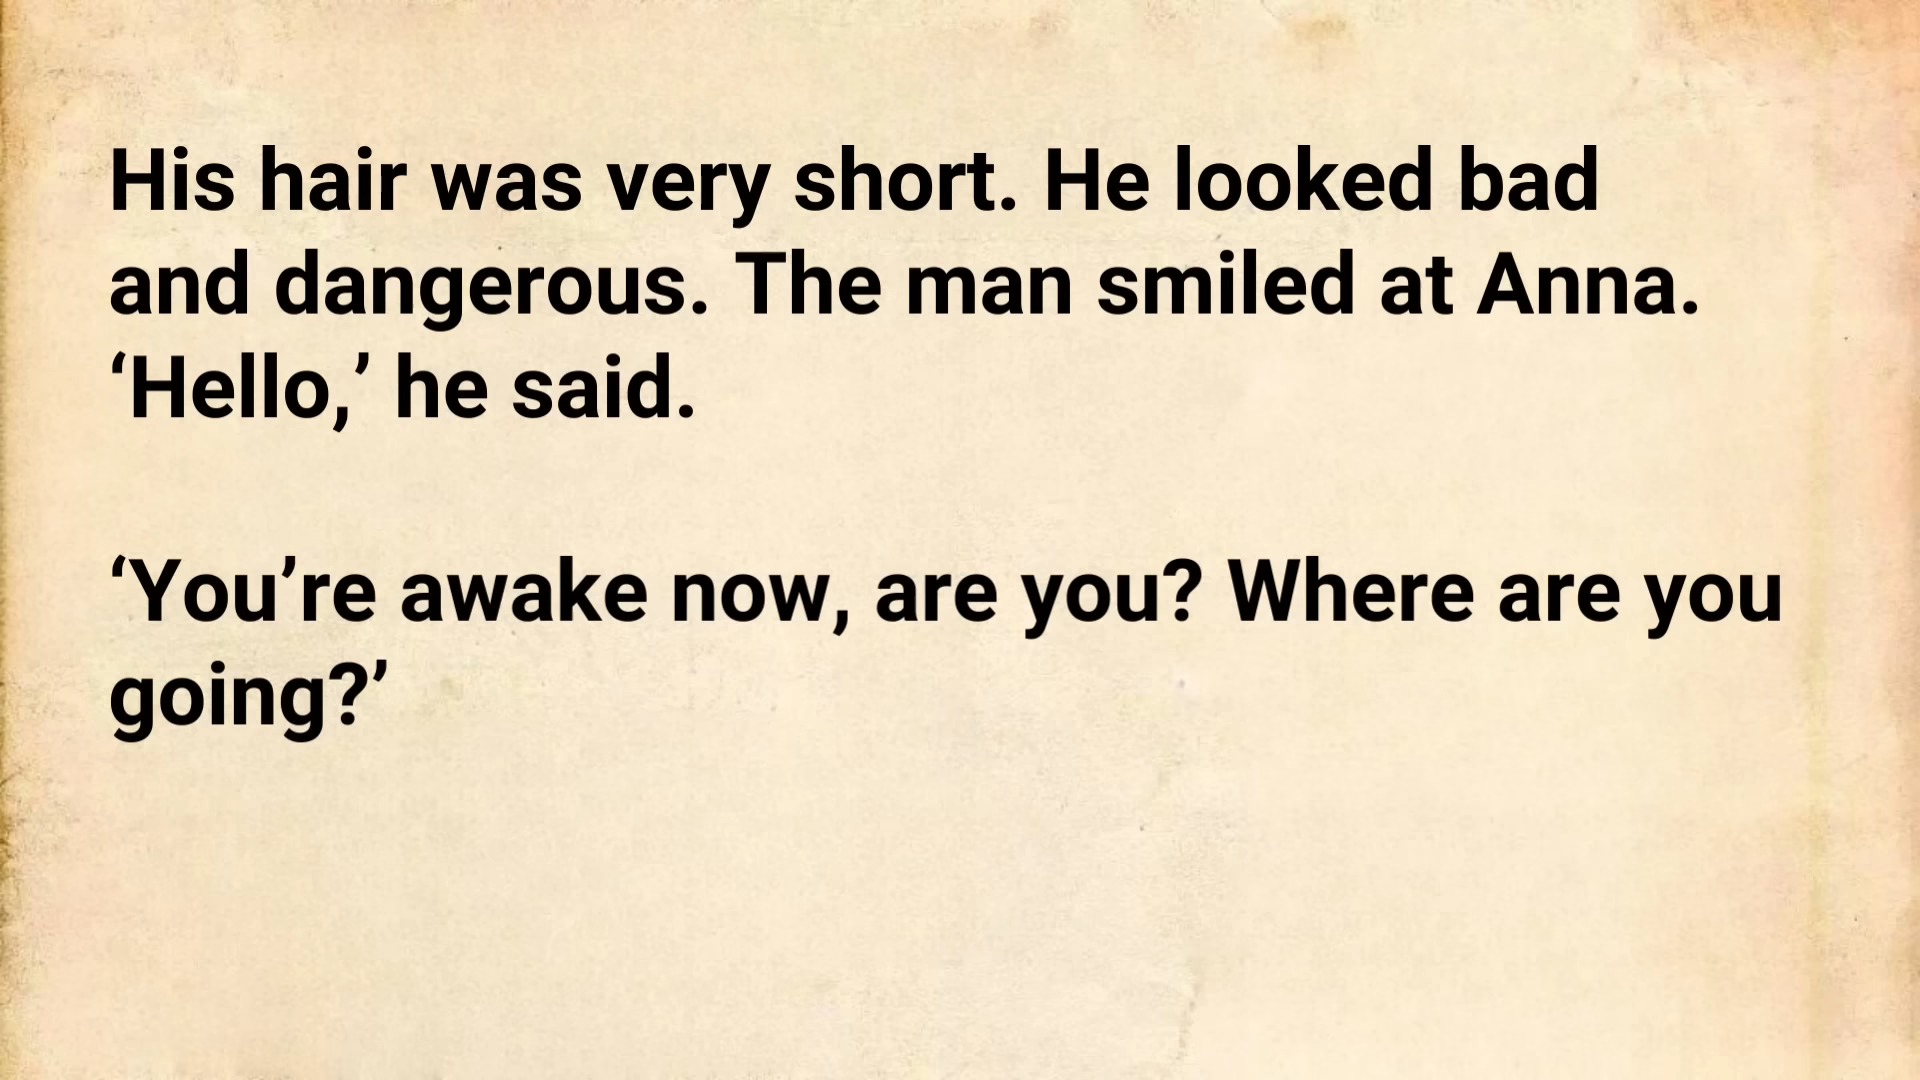 His hair was very short. He looked bad
and dangerous. The man smiled at Anna.
‘Hello,’ he said.
‘You’re awake now, are you? Where are you
going?’